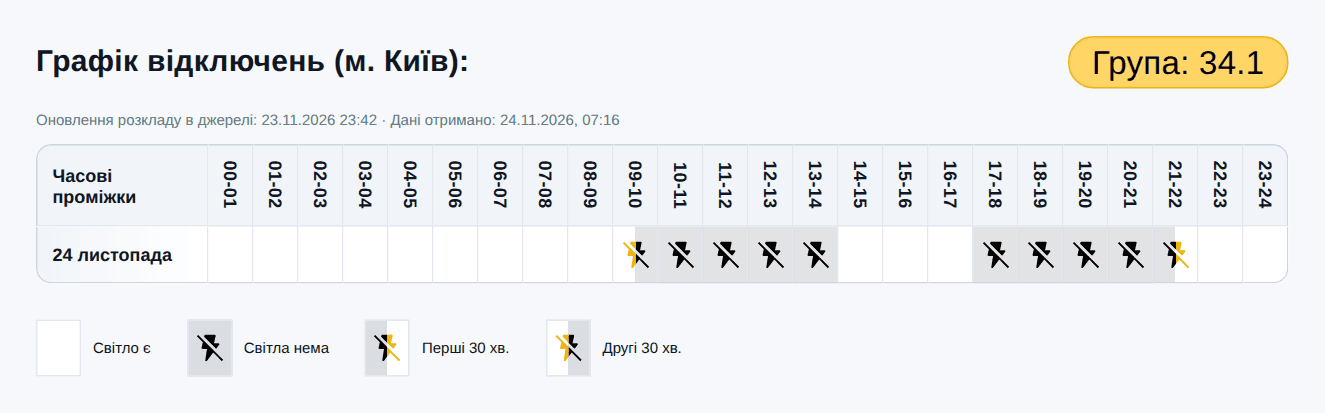 Графік відключень (м. Київ):
Група: 34.1
Оновлення розкладу в джерелі: 23.11.2026 23:42 · Дані отримано: 24.11.2026, 07:16
Часові
проміжки
00-01
01-02
02-03
03-04
04-05
05-06
06-07
07-08
08-09
09-10
10-11
11-12
12-13
13-14
14-15
15-16
16-17
17-18
18-19
19-20
20-21
21-22
22-23
23-24
24 листопада
Світло є
Світла нема
Перші 30 хв.
Другі 30 хв.